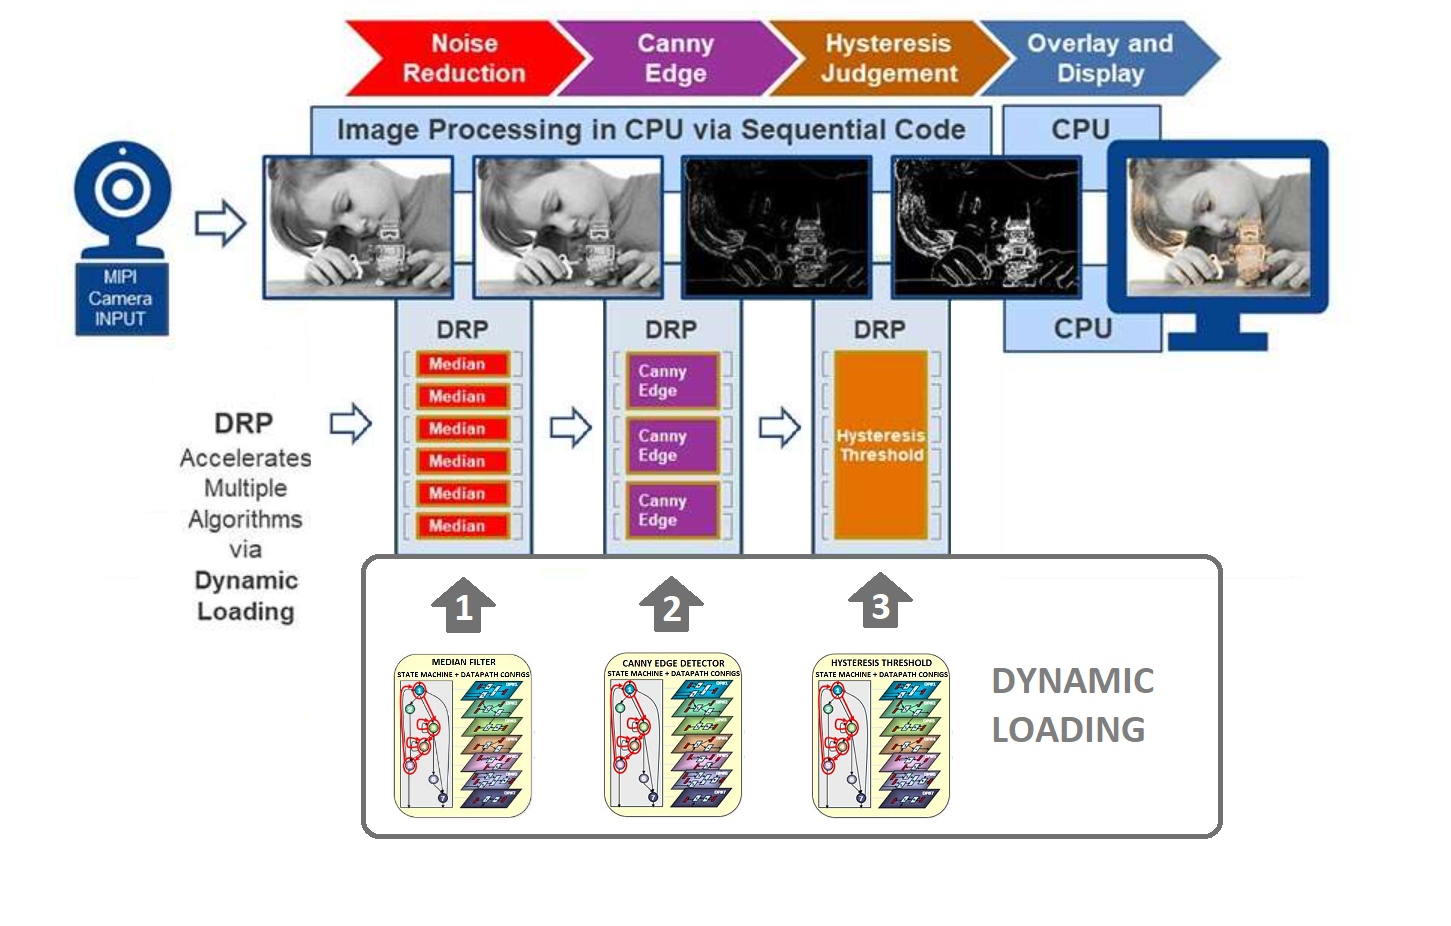 Noise
Reduction
Canny
Edge
Hysteresis
Judgement
Overlay and
Display
Image Processing in CPU via Sequential Code
CPU
MIPI
Camera
INPUT
DRP
DRP
DRP
CPU
Median
Median
Median
Median
Median
Median
Canny
Edge
Canny
Edge
Canny
Edge
Hysteresis
Threshold
DRP
Accelerates
Multiple
Algorithms
via
Dynamic
Loading
1
2
3
MEDIAN FILTER
STATE MACHINE + DATAPATH CONFIGS
CANNY EDGE DETECTOR
STATE MACHINE + DATAPATH CONFIGS
HYSTERESIS THRESHOLD
STATE MACHINE + DATAPATH CONFIGS
DYNAMIC
LOADING